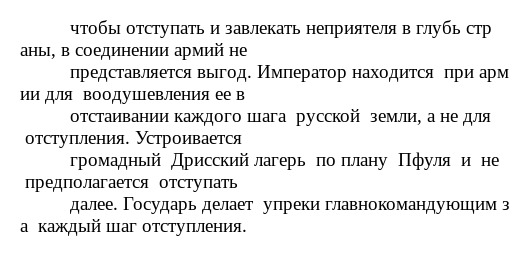 чтобы отступать и завлекать неприятеля в глубь стр
аны, в соединении армий не
представляется выгод. Император находится  при арм
ии для  воодушевления ее в
отстаивании каждого шага  русской  земли, а не для
отступления. Устроивается
громадный  Дрисский лагерь  по плану  Пфуля  и  не
предполагается  отступать
далее. Государь делает  упреки главнокомандующим з
а  каждый шаг отступления.